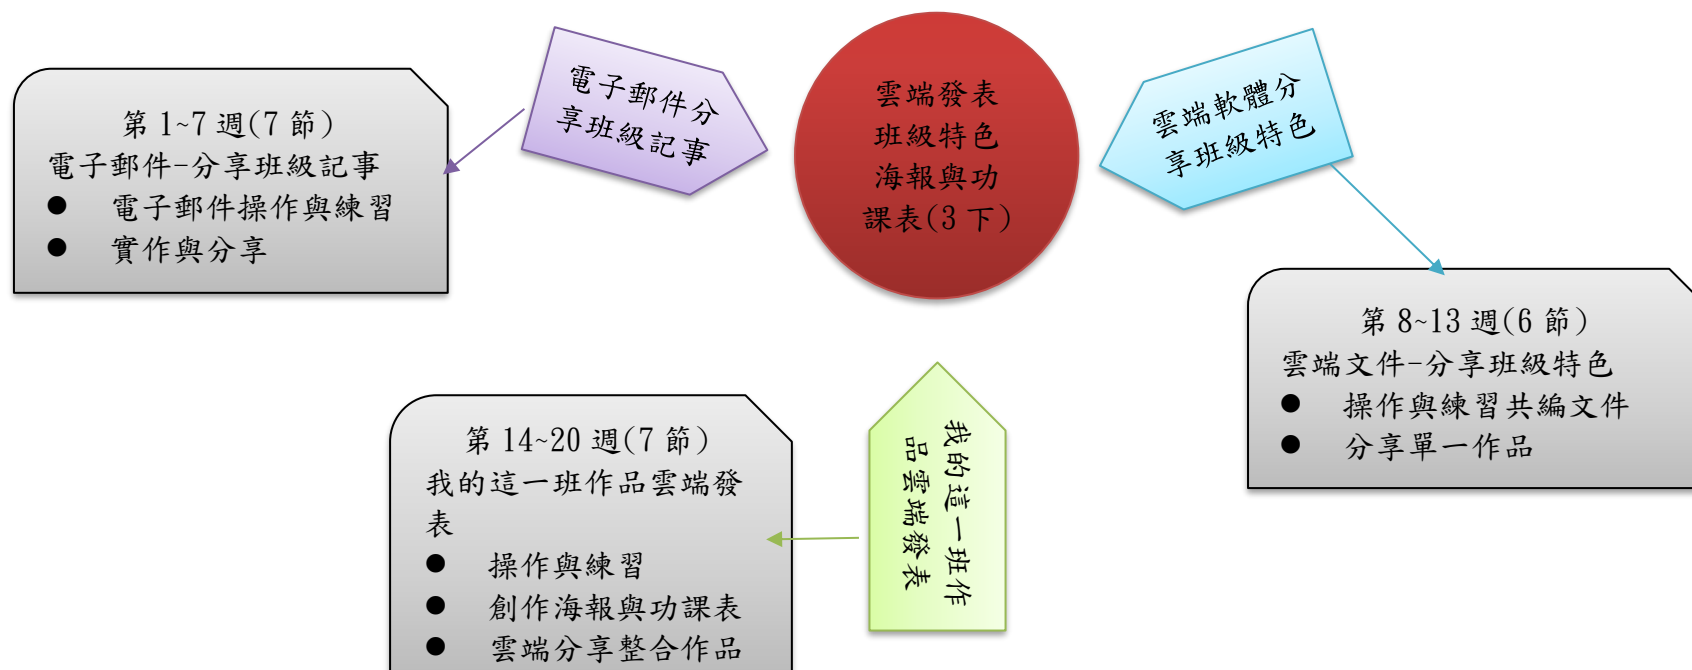 雲端發表
班級特色
海報與功
課表(3 下)
電子郵件分
享班級記事
第 1~7 週(7 節)
電子郵件-分享班級記事
● 電子郵件操作與練習
● 實作與分享
雲端軟體分
享班級特色
第 8~13 週(6 節)
雲端文件-分享班級特色
● 操作與練習共編文件
● 分享單一作品
我的這一班作
品雲端發表
第 14~20 週(7 節)
我的這一班作品雲端發
表
● 操作與練習
● 創作海報與功課表
● 雲端分享整合作品